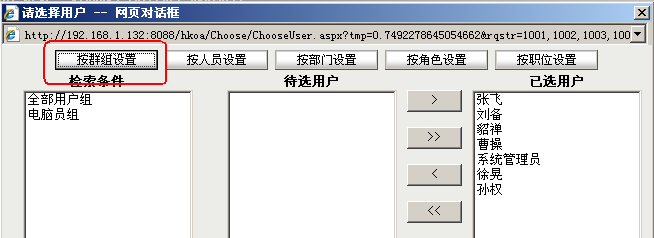 请选择用户 -- 网页对话框
http://192.168.1.132:8088/hkoa/Choose/ChooseUser.aspx?tmp=0.7492278645054662&rqstr=1001,1002,1003,100
按群组设置 按人员设置 按部门设置 按角色设置 按职位设置
检索条件 待选用户 已选用户
全部用户组
电脑员组
>
>>
<
<<
张飞
刘备
貂禅
曹操
系统管理员
徐晃
孙权